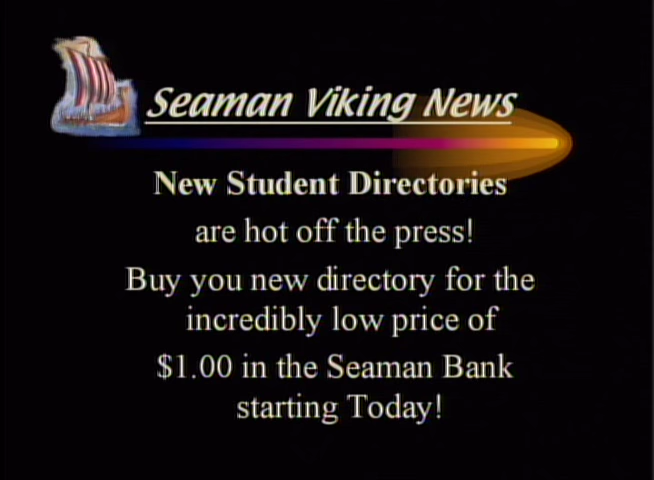 Seaman Viking News
New Student Directories
are hot off the press!
Buy you new directory for the
incredibly low price of
$1.00 in the Seaman Bank
starting Today!